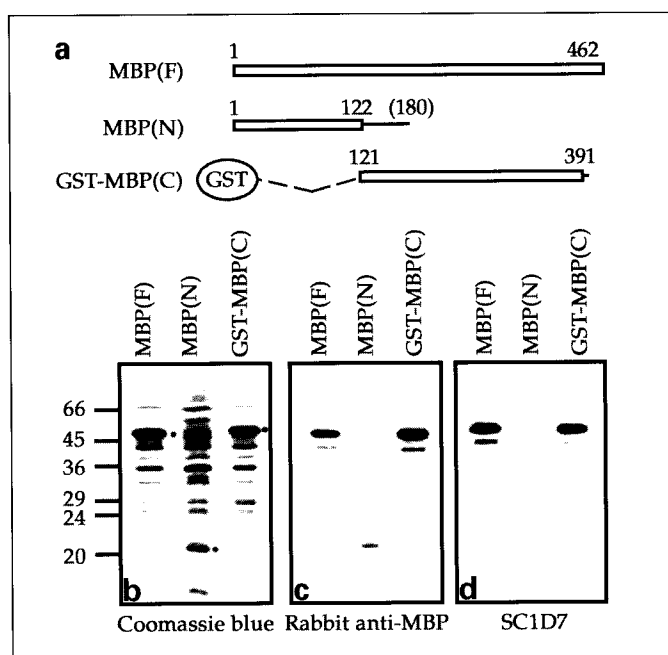 a
1 462
MBP(F)
1 122 (180)
MBP(N)
121 391
GST-MBP(C) GST
MBP(F) MBP(N) GST-MBP(C) MBP(F) MBP(N) GST-MBP(C) MBP(F) MBP(N) GST-MBP(C)
66
45
36
29
24
20
b c d
Coomassie blue Rabbit anti-MBP SC1D7